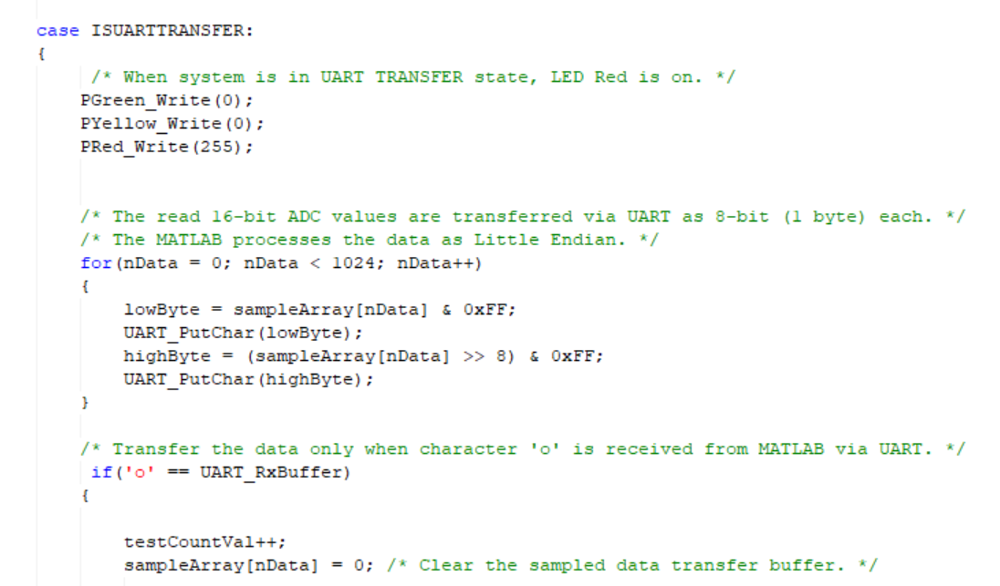 case ISUARTTRANSFER:
{
/* When system is in UART TRANSFER state, LED Red is on. */
PGreen_Write(0);
PYellow_Write(0);
PRed_Write(255);
/* The read 16-bit ADC values are transferred via UART as 8-bit (1 byte) each. */
/* The MATLAB processes the data as Little Endian. */
for(nData = 0; nData < 1024; nData++)
{
lowByte = sampleArray[nData] & 0xFF;
UART_PutChar(lowByte);
highByte = (sampleArray[nData] >> 8) & 0xFF;
UART_PutChar(highByte);
}
/* Transfer the data only when character 'o' is received from MATLAB via UART. */
if('o' == UART_RxBuffer)
{
testCountVal++;
sampleArray[nData] = 0; /* Clear the sampled data transfer buffer. */